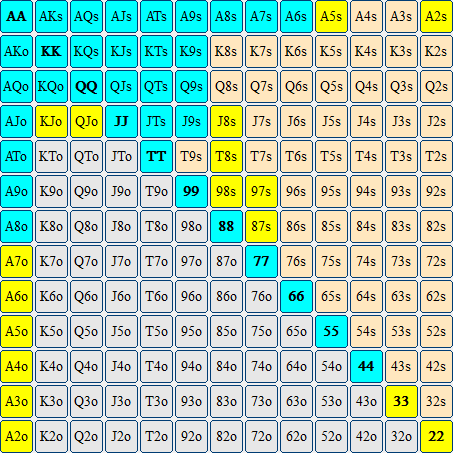 AA AKs AQs AJs ATs A9s A8s A7s A6s A5s A4s A3s A2s
AKo KK KQs KJs KTs K9s K8s K7s K6s K5s K4s K3s K2s
AQo KQo QQ QJs QTs Q9s Q8s Q7s Q6s Q5s Q4s Q3s Q2s
AJo KJo QJo JJ JTs J9s J8s J7s J6s J5s J4s J3s J2s
ATo KTo QTo JTo TT T9s T8s T7s T6s T5s T4s T3s T2s
A9o K9o Q9o J9o T9o 99 98s 97s 96s 95s 94s 93s 92s
A8o K8o Q8o J8o T8o 98o 88 87s 86s 85s 84s 83s 82s
A7o K7o Q7o J7o T7o 97o 87o 77 76s 75s 74s 73s 72s
A6o K6o Q6o J6o T6o 96o 86o 76o 66 65s 64s 63s 62s
A5o K5o Q5o J5o T5o 95o 85o 75o 65o 55 54s 53s 52s
A4o K4o Q4o J4o T4o 94o 84o 74o 64o 54o 44 43s 42s
A3o K3o Q3o J3o T3o 93o 83o 73o 63o 53o 43o 33 32s
A2o K2o Q2o J2o T2o 92o 82o 72o 62o 52o 42o 32o 22